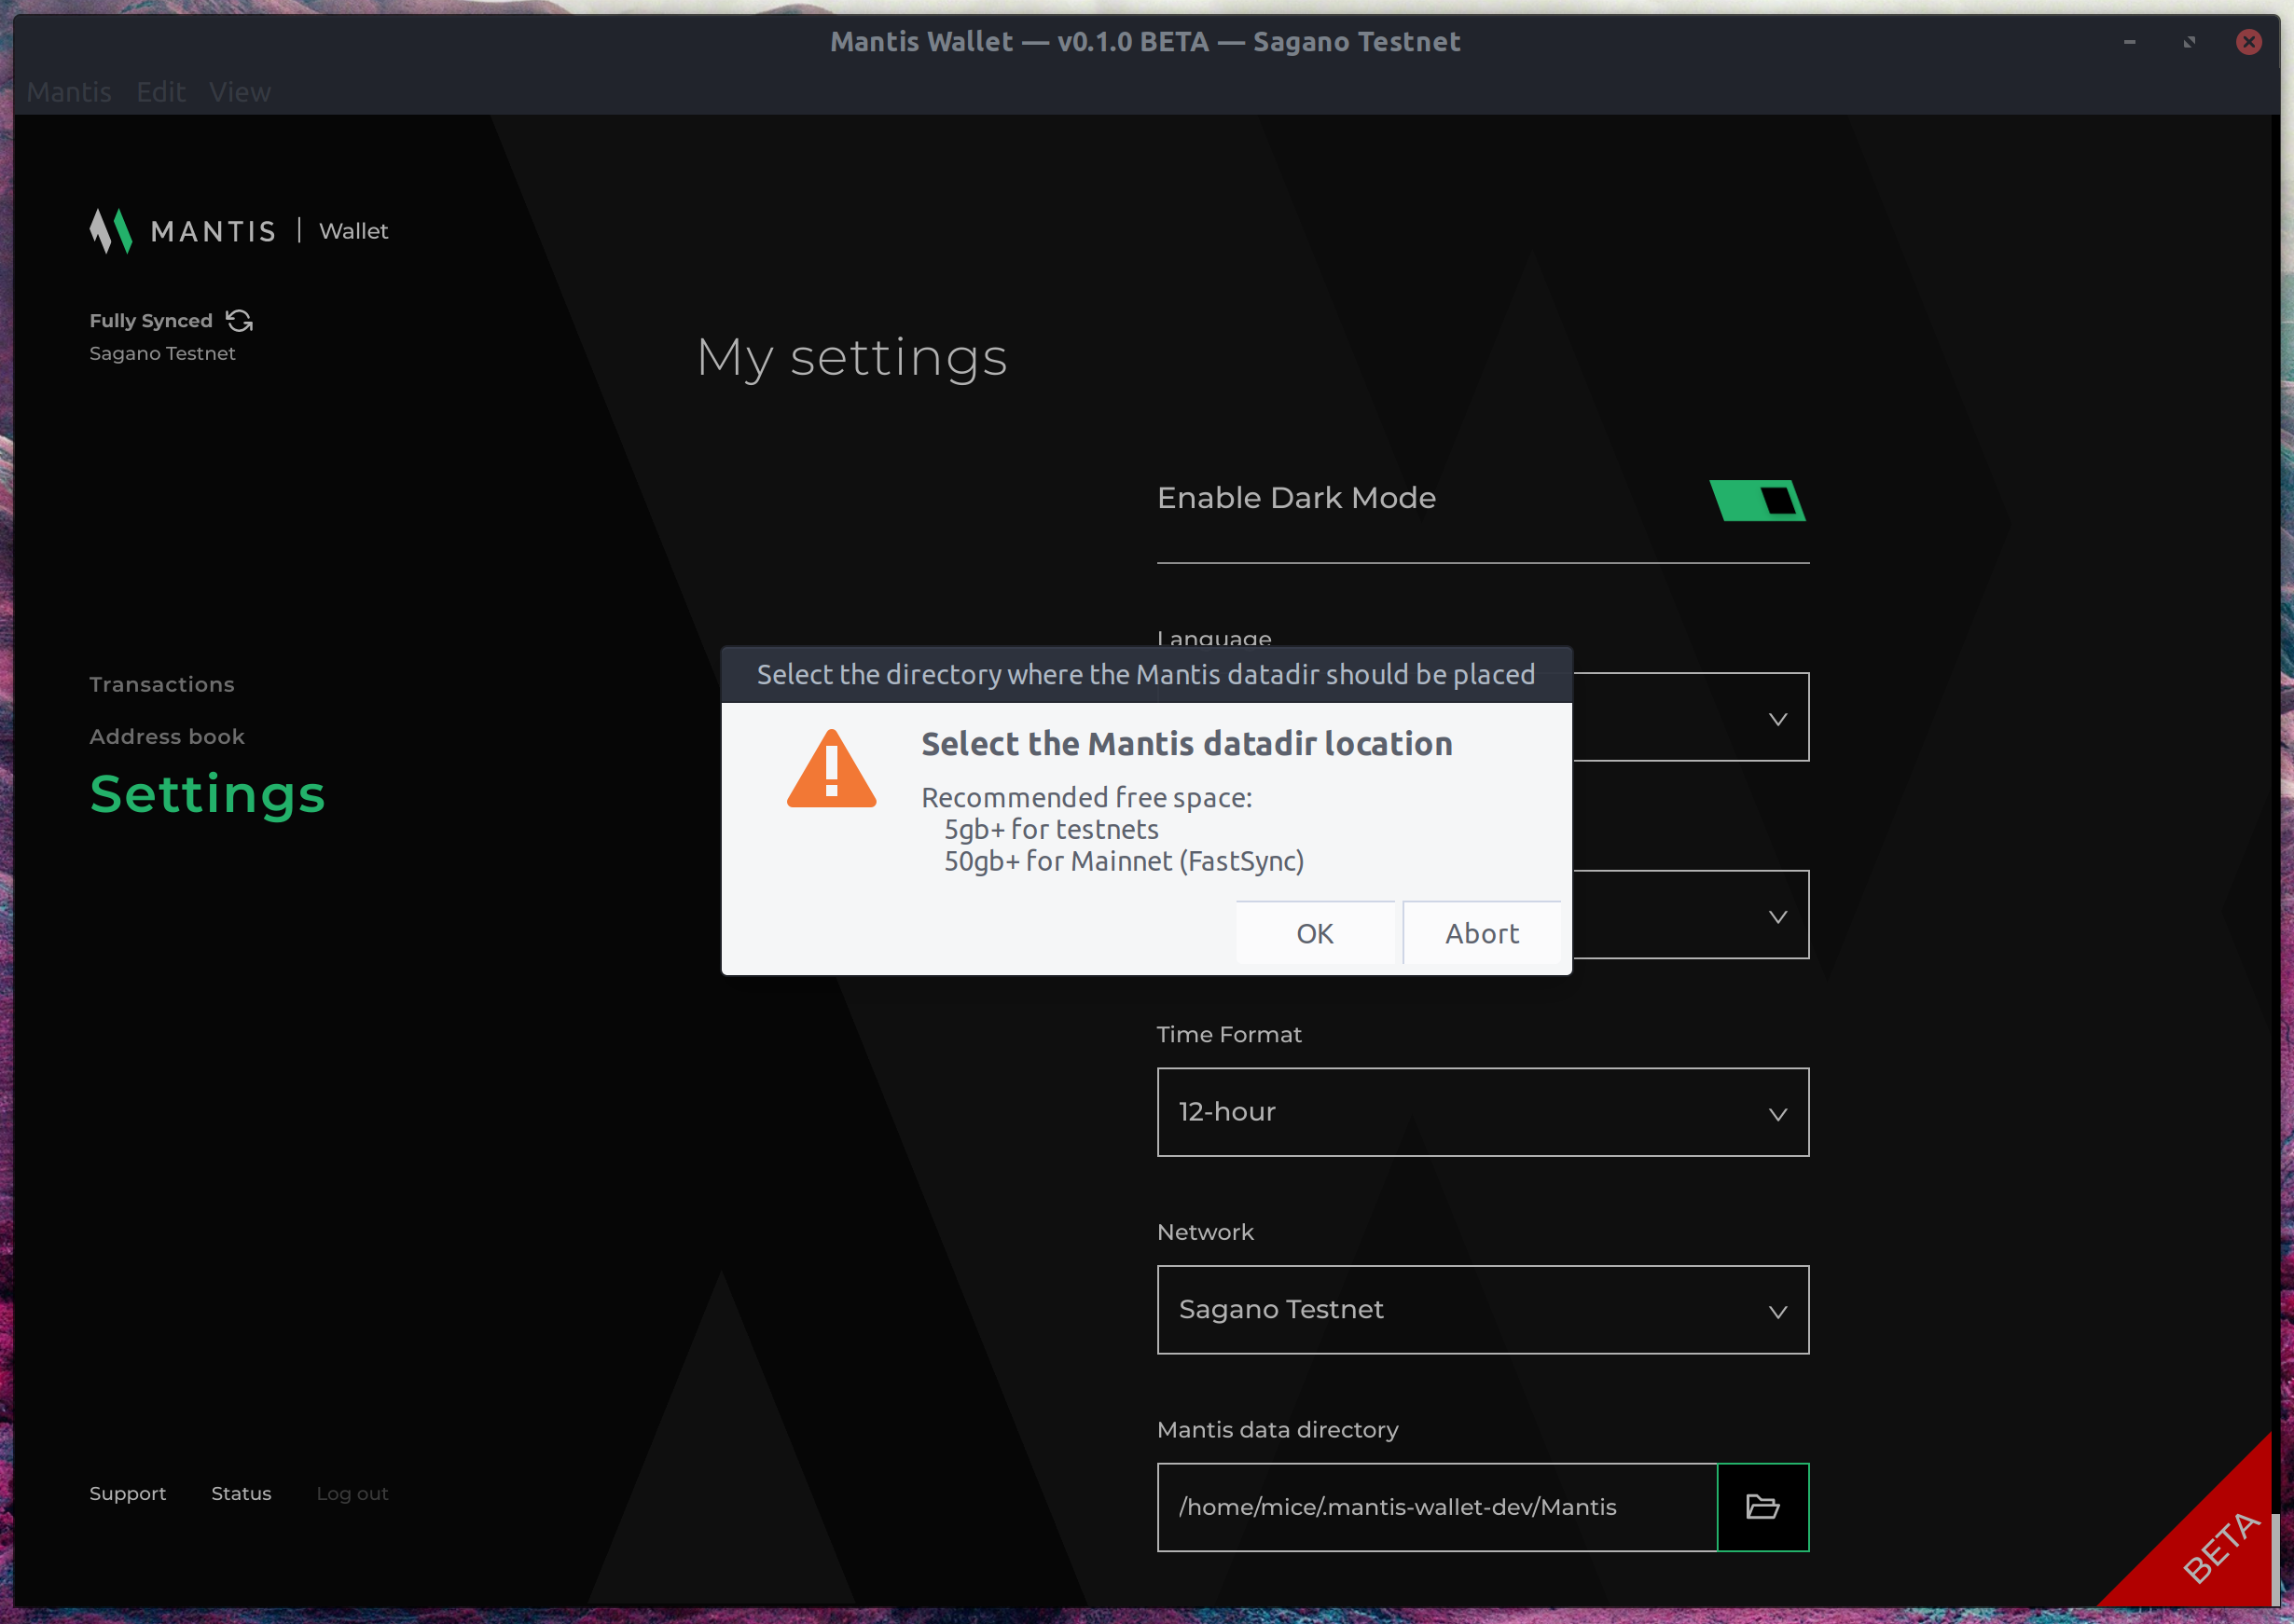 Mantis Wallet — v0.1.0 BETA — Sagano Testnet
Mantis Edit View
MANTIS | Wallet
Fully Synced
Sagano Testnet
Transactions
Address book
Settings
Support Status Log out
My settings
Enable Dark Mode
Language
Select the directory where the Mantis datadir should be placed
Select the Mantis datadir location
Recommended free space:
5gb+ for testnets
50gb+ for Mainnet (FastSync)
OK Abort
Time Format
12-hour
Network
Sagano Testnet
Mantis data directory
/home/mice/.mantis-wallet-dev/Mantis
BETA